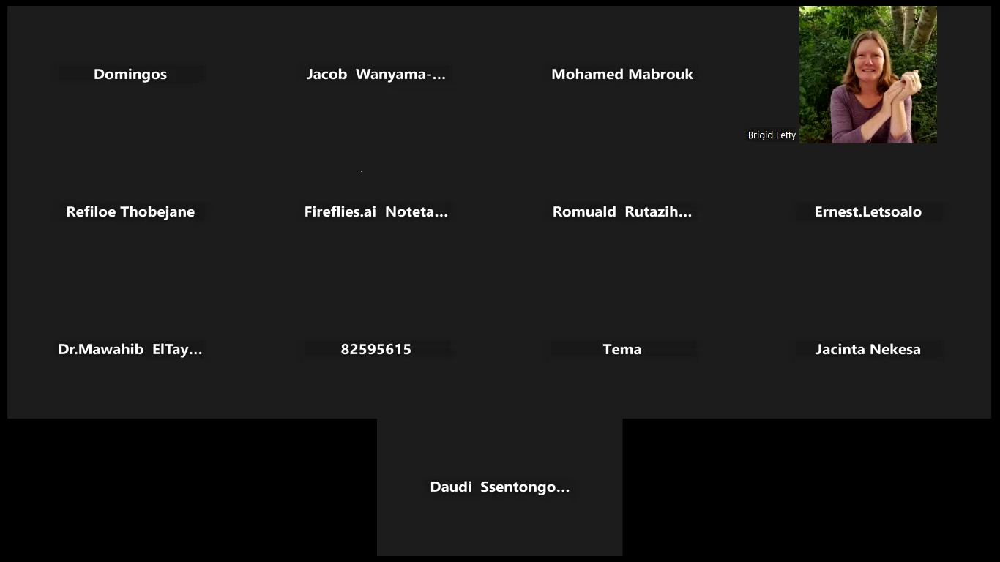 Domingos
Jacob Wanyama-...
Mohamed Mabrouk
Brigid Letty
Refiloe Thobejane
Fireflies.ai Noteta...
Romuald Rutazih...
Ernest.Letsoalo
Dr.Mawahib ElTay...
82595615
Tema
Jacinta Nekesa
Daudi Ssentongo...